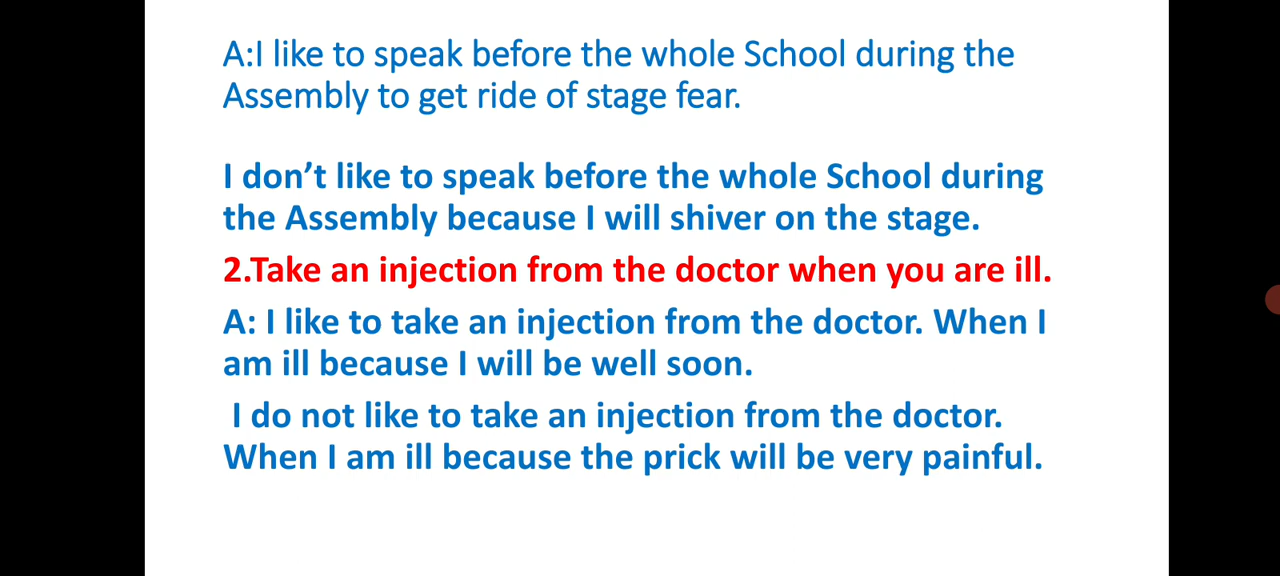 A:I like to speak before the whole School during the
Assembly to get ride of stage fear.
I don’t like to speak before the whole School during
the Assembly because I will shiver on the stage.
2.Take an injection from the doctor when you are ill.
A: I like to take an injection from the doctor. When I
am ill because I will be well soon.
I do not like to take an injection from the doctor.
When I am ill because the prick will be very painful.